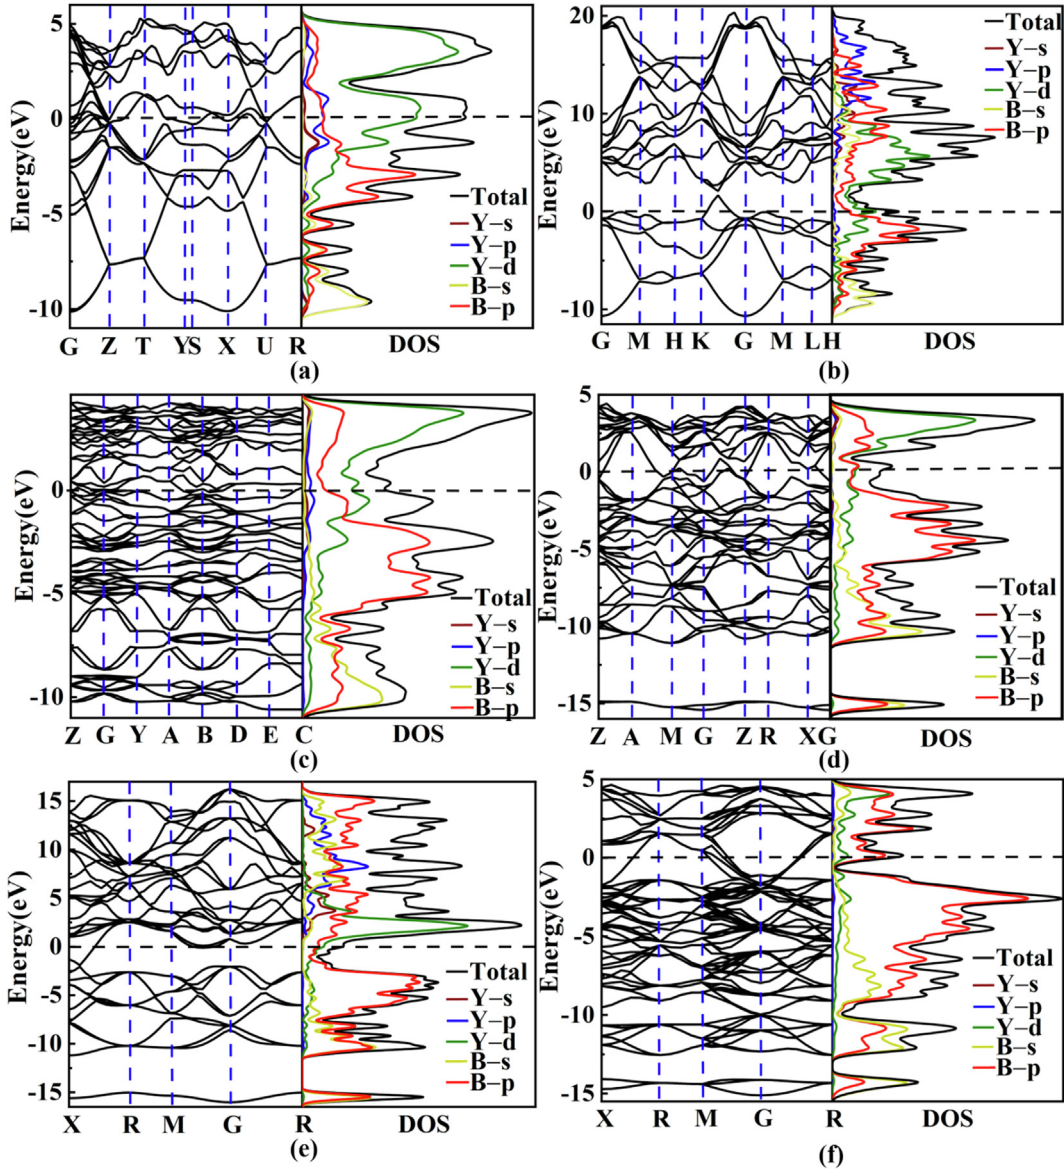 5
0
-5
-10
Energy(eV)
G Z T Y S X U R
DOS
Total
Y-s
Y-p
Y-d
B-s
B-p
(a)
20
10
0
-10
Energy(eV)
G M H K G M L H
DOS
Total
Y-s
Y-p
Y-d
B-s
B-p
(b)
0
-5
-10
Energy(eV)
Z G Y A B D E C
DOS
Total
Y-s
Y-p
Y-d
B-s
B-p
(c)
5
0
-5
-10
-15
Energy(eV)
Z A M G Z R X G
DOS
Total
Y-s
Y-p
Y-d
B-s
B-p
(d)
15
10
5
0
-5
-10
-15
Energy(eV)
X R M G R
DOS
Total
Y-s
Y-p
Y-d
B-s
B-p
(e)
5
0
-5
-10
-15
Energy(eV)
X R M G R
DOS
Total
Y-s
Y-p
Y-d
B-s
B-p
(f)